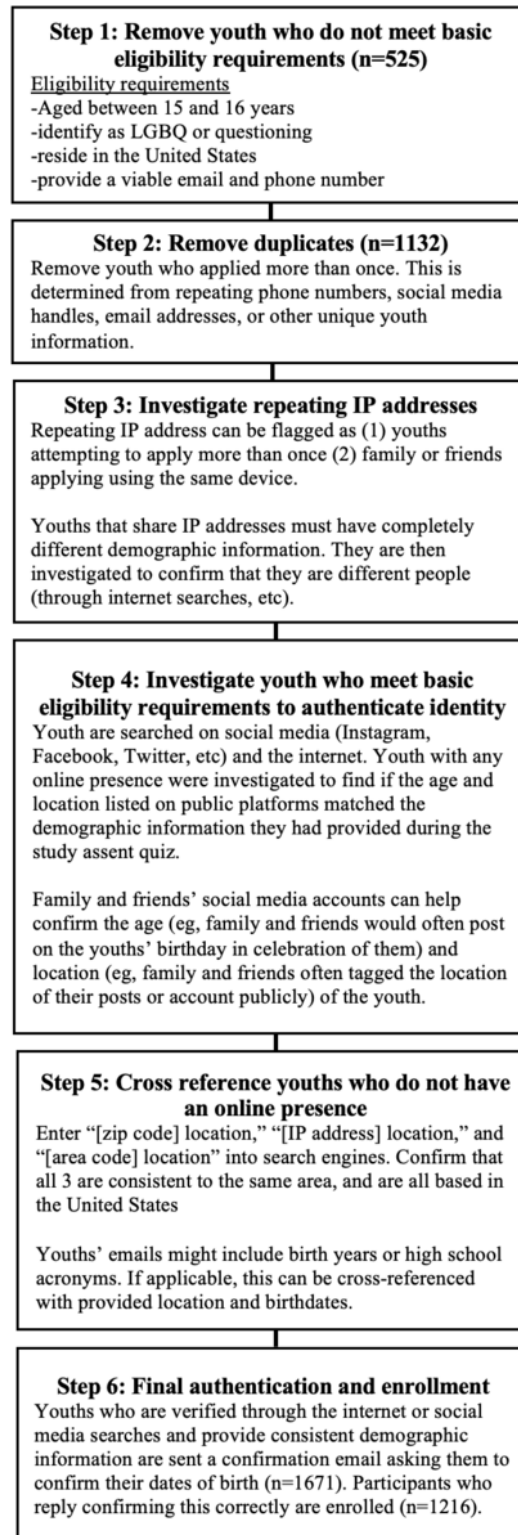 Step 1: Remove youth who do not meet basic
eligibility requirements (n=525)
Eligibility requirements
-Aged between 15 and 16 years
-identify as LGBQ or questioning
-reside in the United States
-provide a viable email and phone number
Step 2: Remove duplicates (n=1132)
Remove youth who applied more than once. This is
determined from repeating phone numbers, social media
handles, email addresses, or other unique youth
information.
Step 3: Investigate repeating IP addresses
Repeating IP address can be flagged as (1) youths
attempting to apply more than once (2) family or friends
applying using the same device.
Youths that share IP addresses must have completely
different demographic information. They are then
investigated to confirm that they are different people
(through internet searches, etc).
Step 4: Investigate youth who meet basic
eligibility requirements to authenticate identity
Youth are searched on social media (Instagram,
Facebook, Twitter, etc) and the internet. Youth with any
online presence were investigated to find if the age and
location listed on public platforms matched the
demographic information they had provided during the
study assent quiz.
Family and friends’ social media accounts can help
confirm the age (eg, family and friends would often post
on the youths’ birthday in celebration of them) and
location (eg, family and friends often tagged the location
of their posts or account publicly) of the youth.
Step 5: Cross reference youths who do not have
an online presence
Enter “[zip code] location,” “[IP address] location,” and
“[area code] location” into search engines. Confirm that
all 3 are consistent to the same area, and are all based in
the United States
Youths’ emails might include birth years or high school
acronyms. If applicable, this can be cross-referenced
with provided location and birthdates.
Step 6: Final authentication and enrollment
Youths who are verified through the internet or social
media searches and provide consistent demographic
information are sent a confirmation email asking them to
confirm their dates of birth (n=1671). Participants who
reply confirming this correctly are enrolled (n=1216).